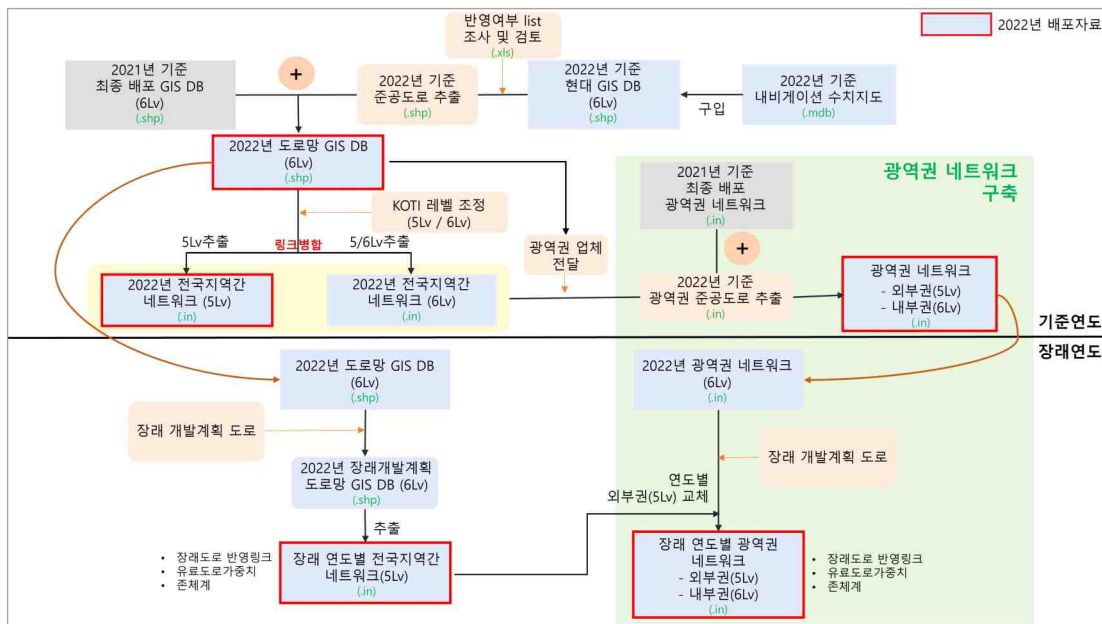 2022년 배포자료
반영여부 list
조사 및 검토
(.xls)
2021년 기준
최종 배포 GIS DB
(6Lv)
(.shp)
+
2022년 기준
준공도로 추출
(.shp)
2022년 기준
현대 GIS DB
(6Lv)
(.shp)
구입
2022년 기준
내비게이션 수치지도
(.mdb)
2022년 도로망 GIS DB
(6Lv)
(.shp)
KOTI 레벨 조정
(5Lv / 6Lv)
5Lv추출
링크병합
5/6Lv추출
광역권 업체
전달
2022년 전국지역간
네트워크 (5Lv)
(.in)
2022년 전국지역간
네트워크 (6Lv)
(.in)
광역권 네트워크
구축
2021년 기준
최종 배포
광역권 네트워크
(.in)
+
2022년 기준
광역권 준공도로 추출
(.in)
광역권 네트워크
- 외부권(5Lv)
- 내부권(6Lv)
(.in)
기준연도
장래연도
2022년 도로망 GIS DB
(6Lv)
(.shp)
장래 개발계획 도로
2022년 장래개발계획
도로망 GIS DB (6Lv)
(.shp)
추출
• 장래도로 반영링크
• 유료도로가중치
• 존체계
장래 연도별 전국지역간
네트워크(5Lv)
(.in)
2022년 광역권 네트워크
(6Lv)
(.in)
장래 개발계획 도로
연도별
외부권(5Lv) 교체
장래 연도별 광역권
네트워크
- 외부권(5Lv)
- 내부권(6Lv)
(.in)
• 장래도로 반영링크
• 유료도로가중치
• 존체계